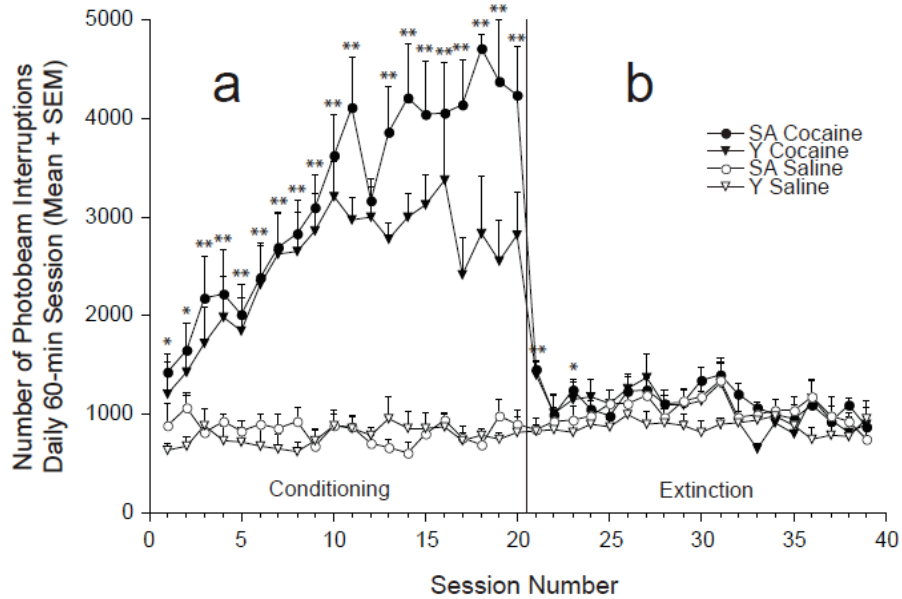 Number of Photobeam Interruptions
Daily 60-min Session (Mean + SEM)
5000
4000
3000
2000
1000
0
a
b
** ** ** ** ** ** ** ** ** **
** ** ** ** ** **
* * ** ** ** **
** *
SA Cocaine
Y Cocaine
SA Saline
Y Saline
Conditioning
Extinction
0 5 10 15 20 25 30 35 40
Session Number